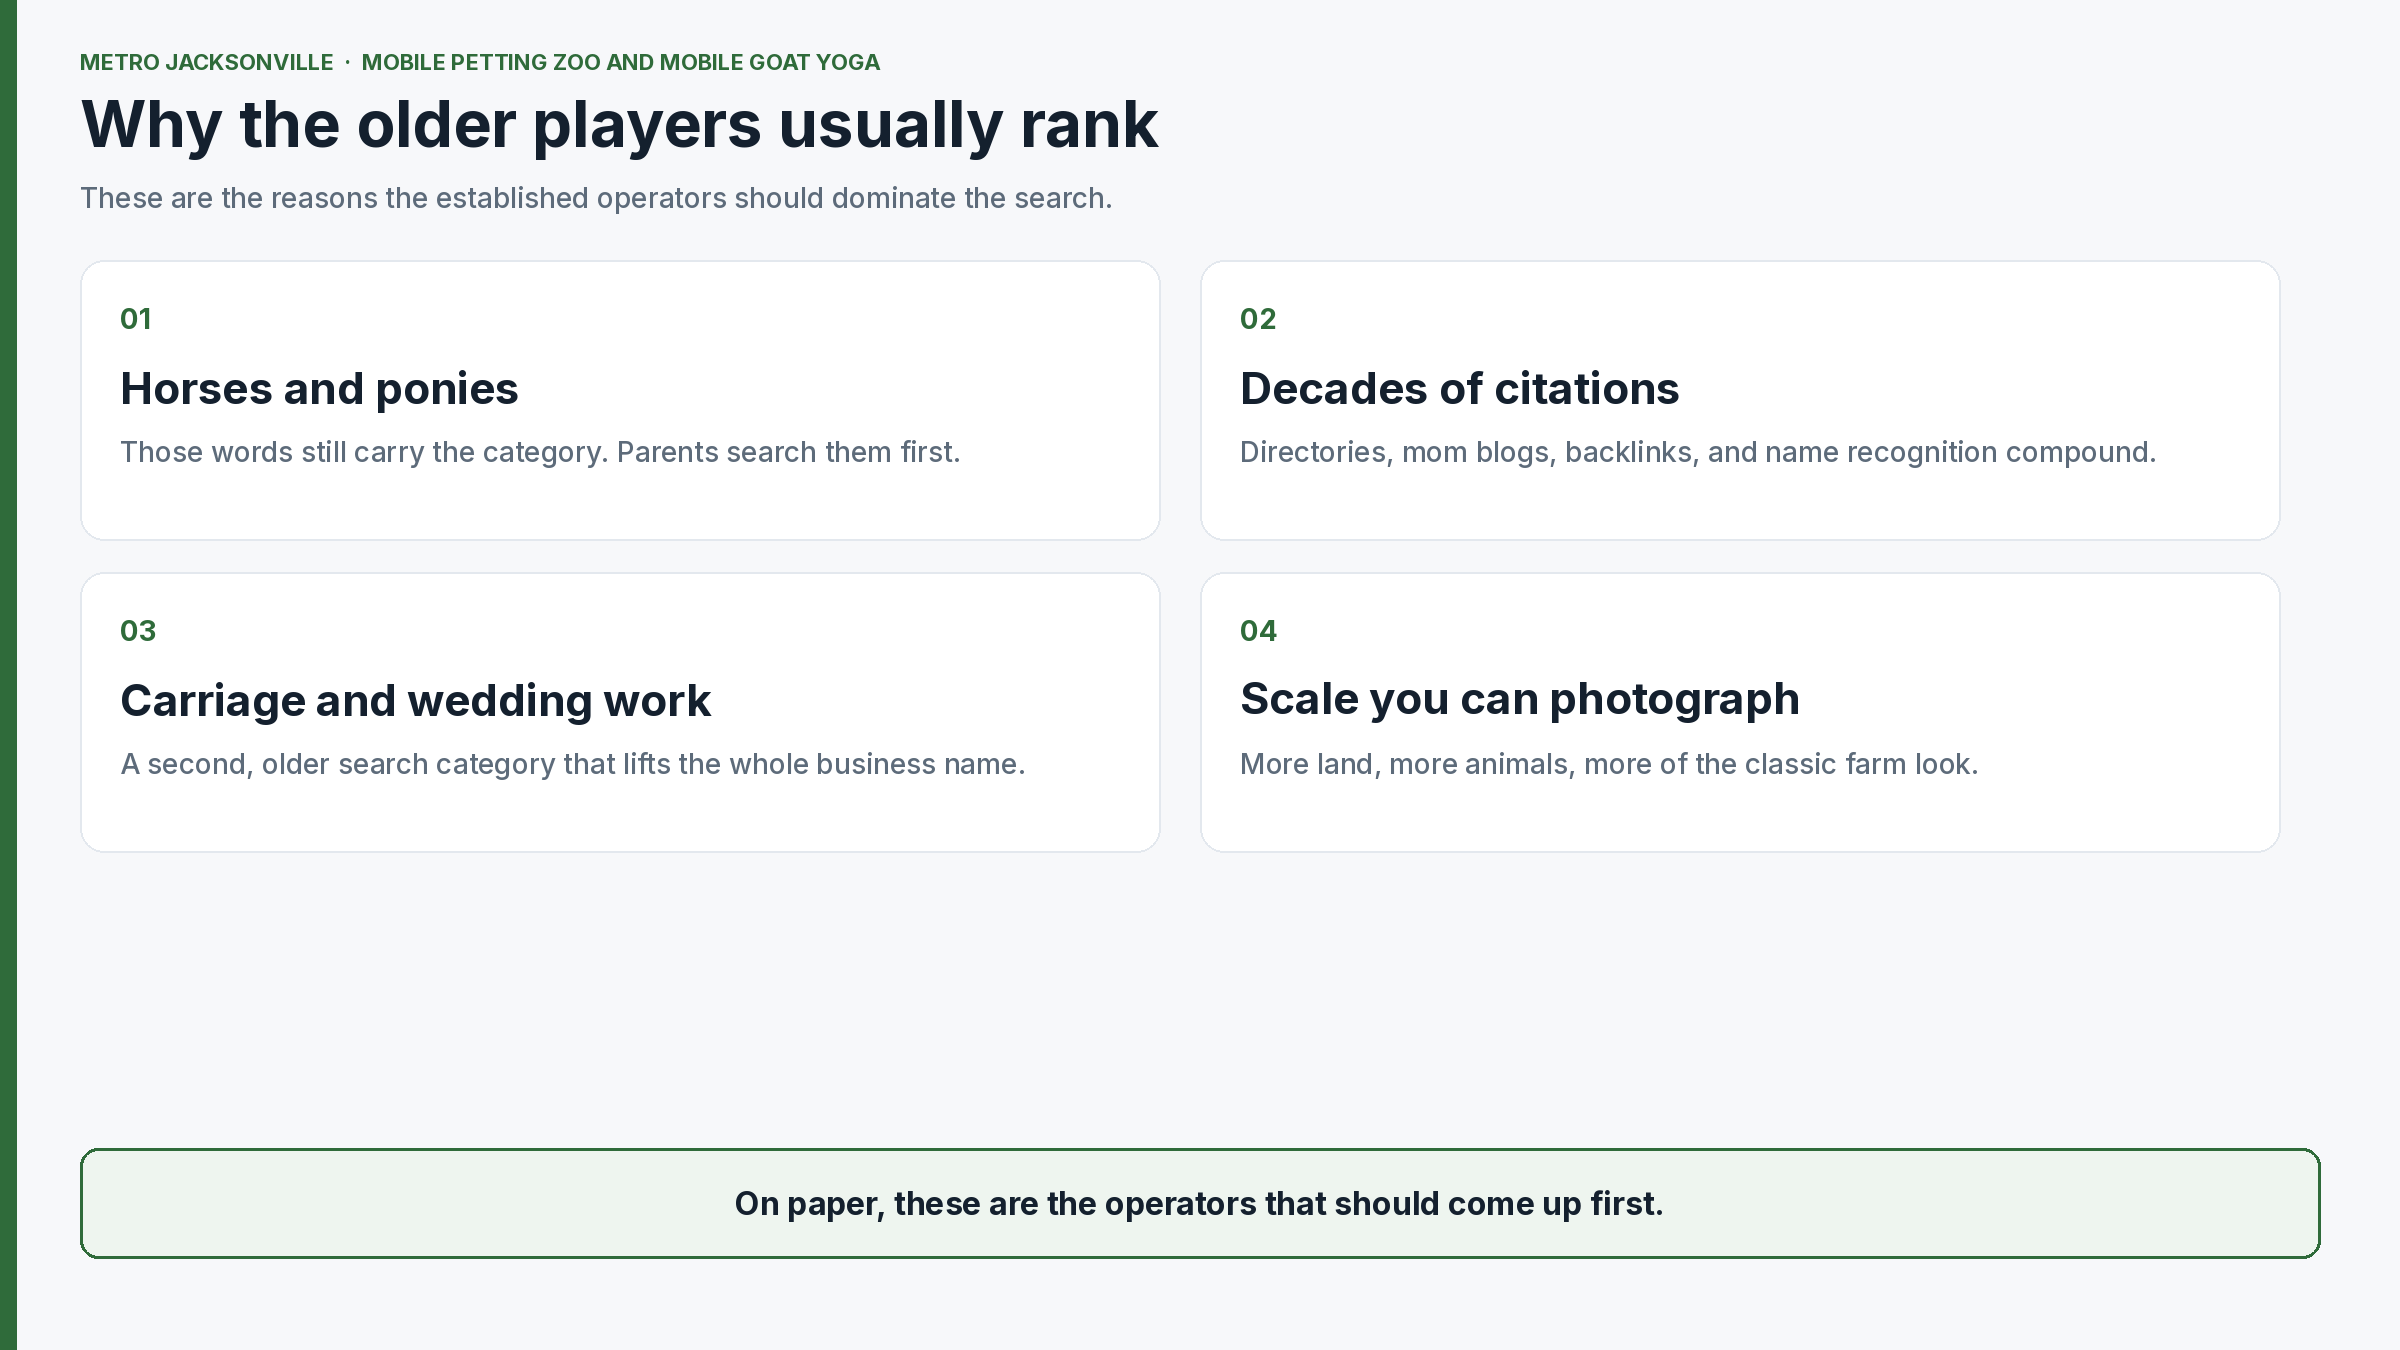 METRO JACKSONVILLE · MOBILE PETTING ZOO AND MOBILE GOAT YOGA
Why the older players usually rank
These are the reasons the established operators should dominate the search.
01
Horses and ponies
Those words still carry the category. Parents search them first.
02
Decades of citations
Directories, mom blogs, backlinks, and name recognition compound.
03
Carriage and wedding work
A second, older search category that lifts the whole business name.
04
Scale you can photograph
More land, more animals, more of the classic farm look.
On paper, these are the operators that should come up first.